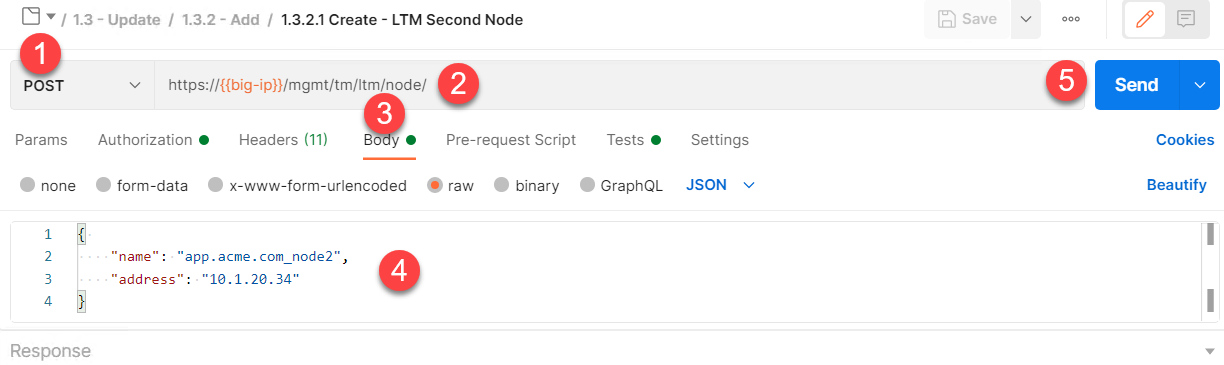 / 1.3 - Update / 1.3.2 - Add / 1.3.2.1 Create - LTM Second Node Save
1
POST https://{{big-ip}}/mgmt/tm/ltm/node/ 2 5 Send
3
Params Authorization Headers (11) Body Pre-request Script Tests Settings Cookies
none form-data x-www-form-urlencoded raw binary GraphQL JSON Beautify
1 {
2 "name": "app.acme.com_node2",
3 "address": "10.1.20.34"
4
4 }
Response